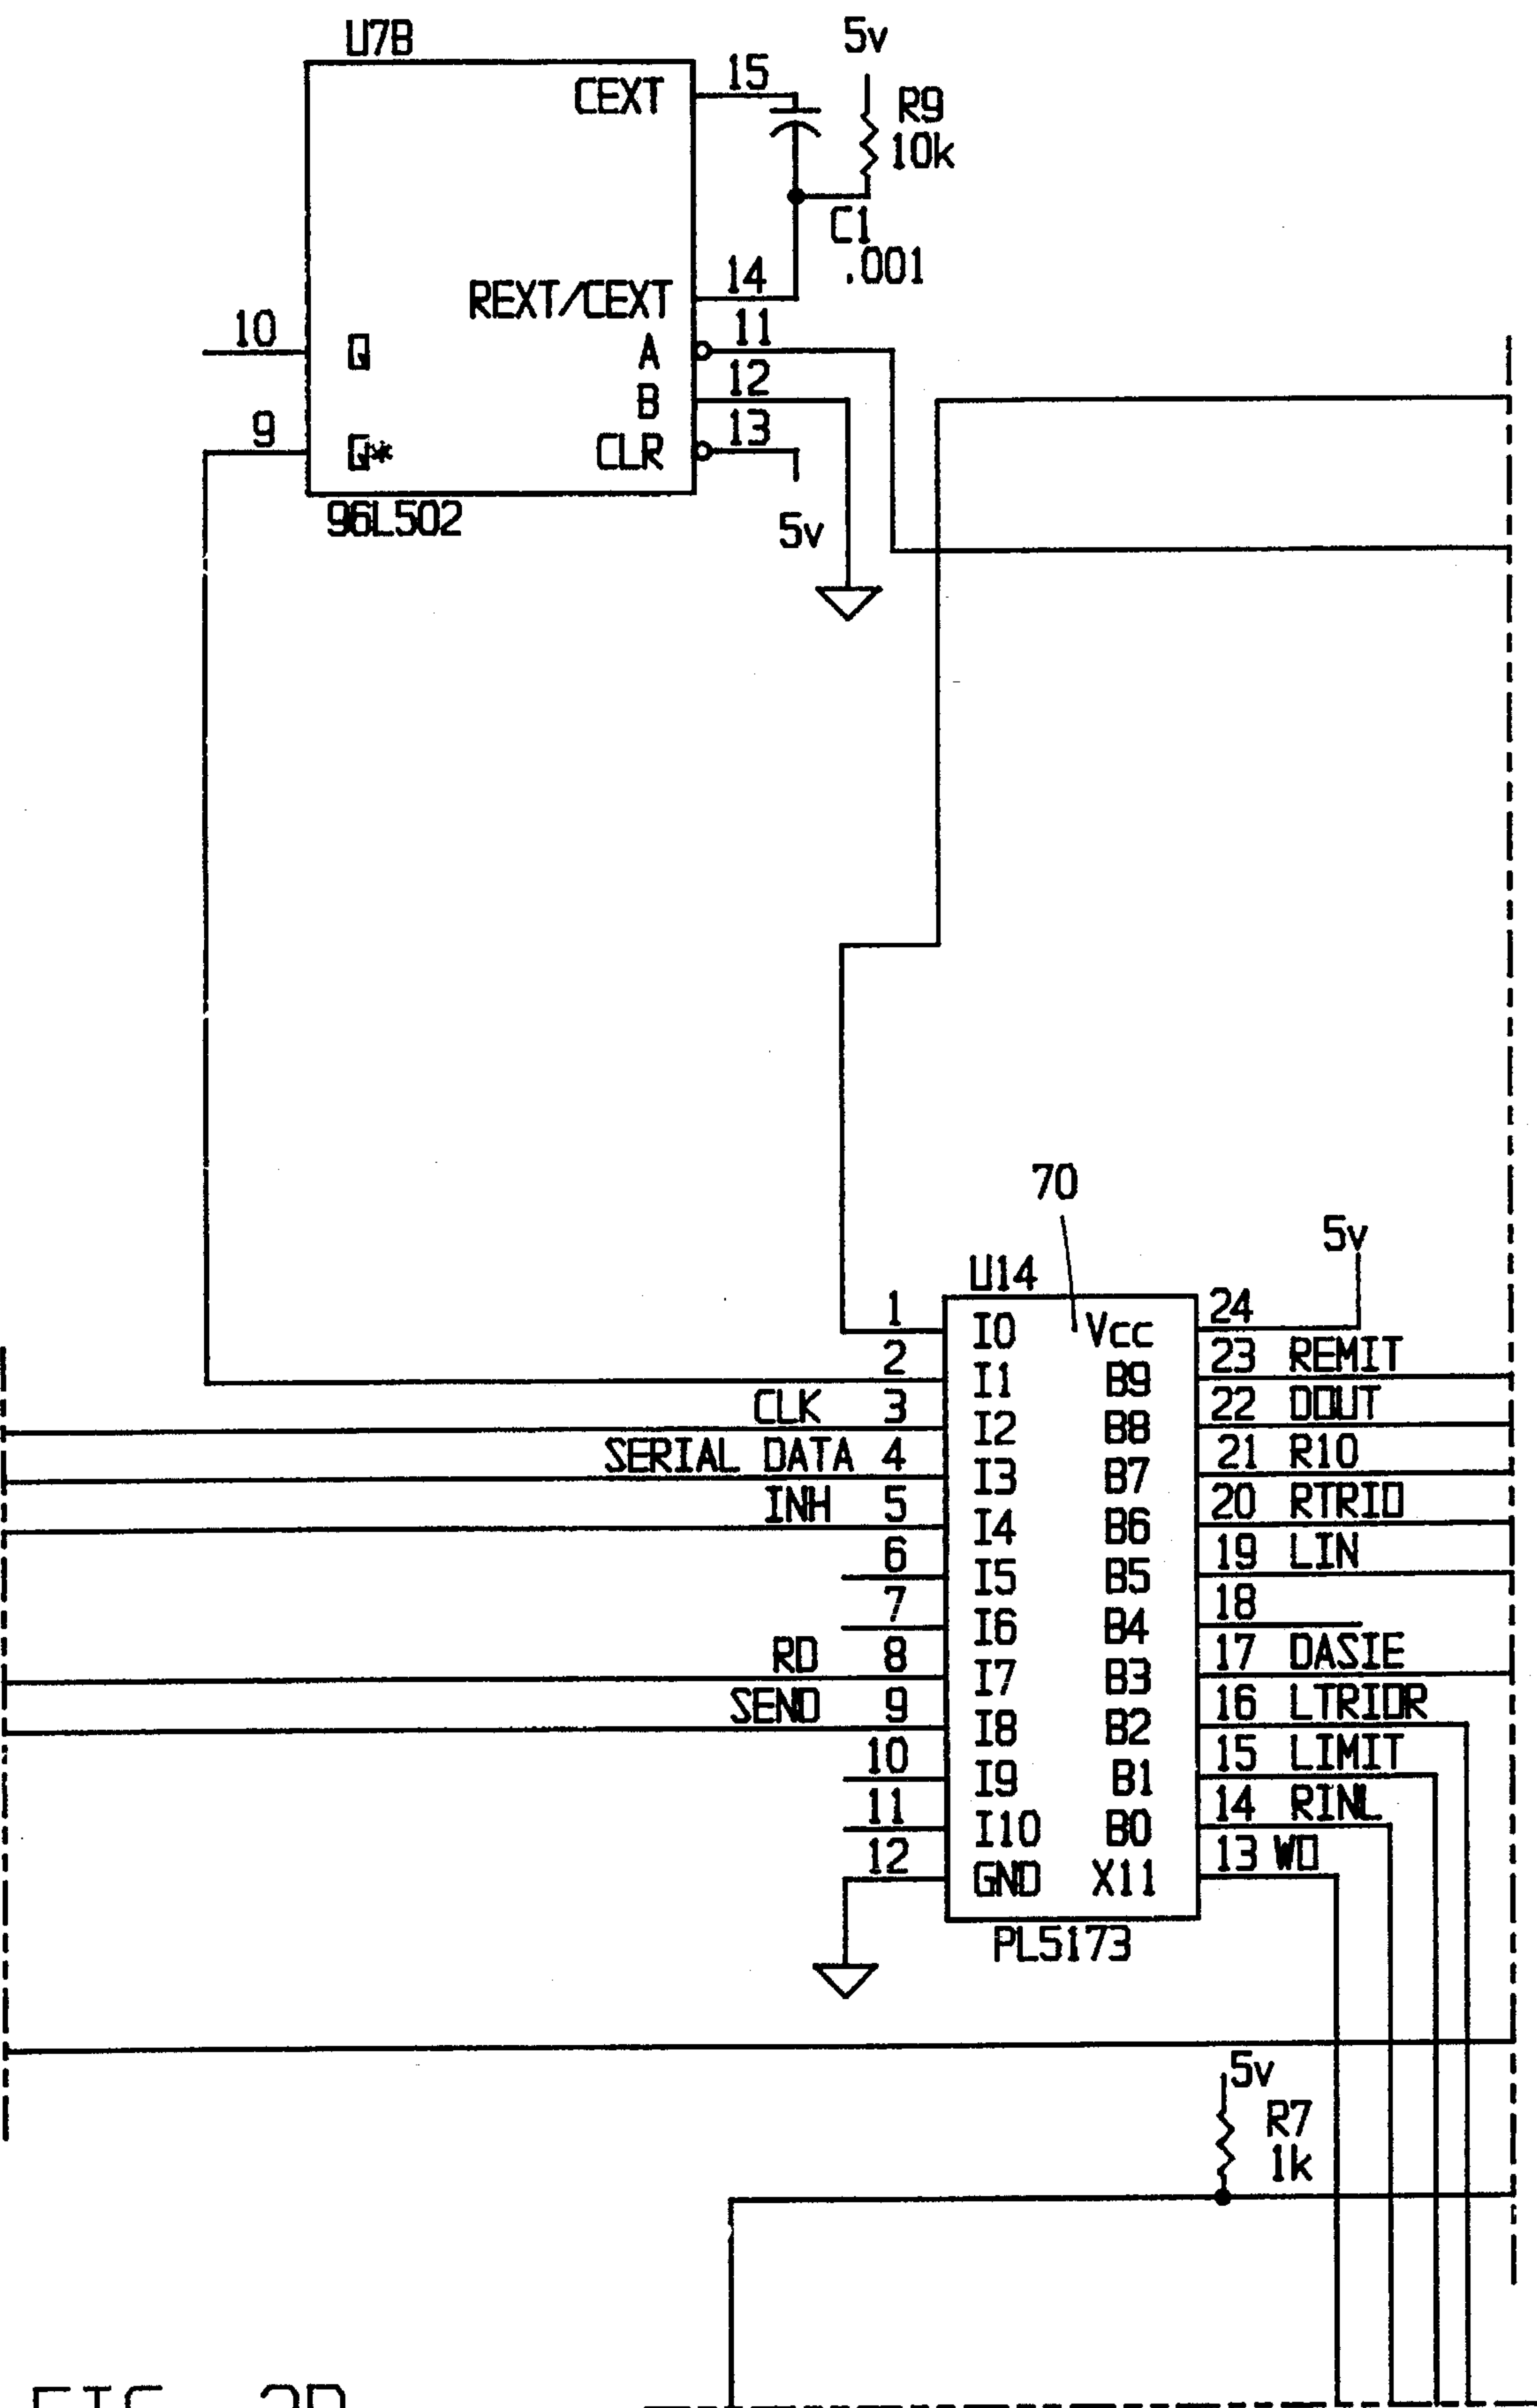 U7B
5v
CEXT 15
R9
10k
C1
.001
REXT/CEXT 14
10 Q A 11
B 12
9 Q* CLR 13
96L502
5v
70
5v
U14
1 I0 Vcc 24
2 I1 B9 23 REMIT
CLK 3 I2 B8 22 DOUT
SERIAL DATA 4 I3 B7 21 R10
INH 5 I4 B6 20 RTRIO
6 I5 B5 19 LIN
7 I6 B4 18
RD 8 I7 B3 17 DASIE
SEND 9 I8 B2 16 LTRIOR
10 I9 B1 15 LIMIT
11 I10 B0 14 RINL
12 GND X11 13 WD
PLS173
5v
R7
1k